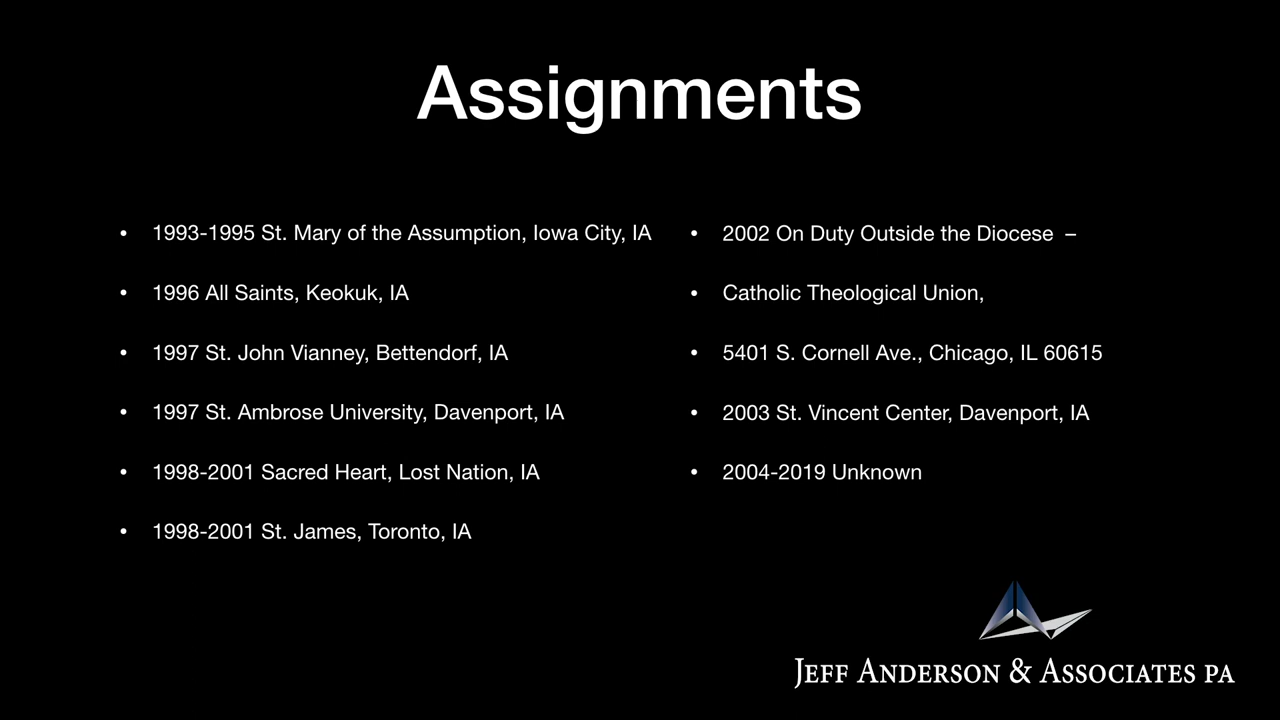 Assignments
• 1993-1995 St. Mary of the Assumption, Iowa City, IA
• 1996 All Saints, Keokuk, IA
• 1997 St. John Vianney, Bettendorf, IA
• 1997 St. Ambrose University, Davenport, IA
• 1998-2001 Sacred Heart, Lost Nation, IA
• 1998-2001 St. James, Toronto, IA
• 2002 On Duty Outside the Diocese –
• Catholic Theological Union,
• 5401 S. Cornell Ave., Chicago, IL 60615
• 2003 St. Vincent Center, Davenport, IA
• 2004-2019 Unknown
JEFF ANDERSON & ASSOCIATES PA